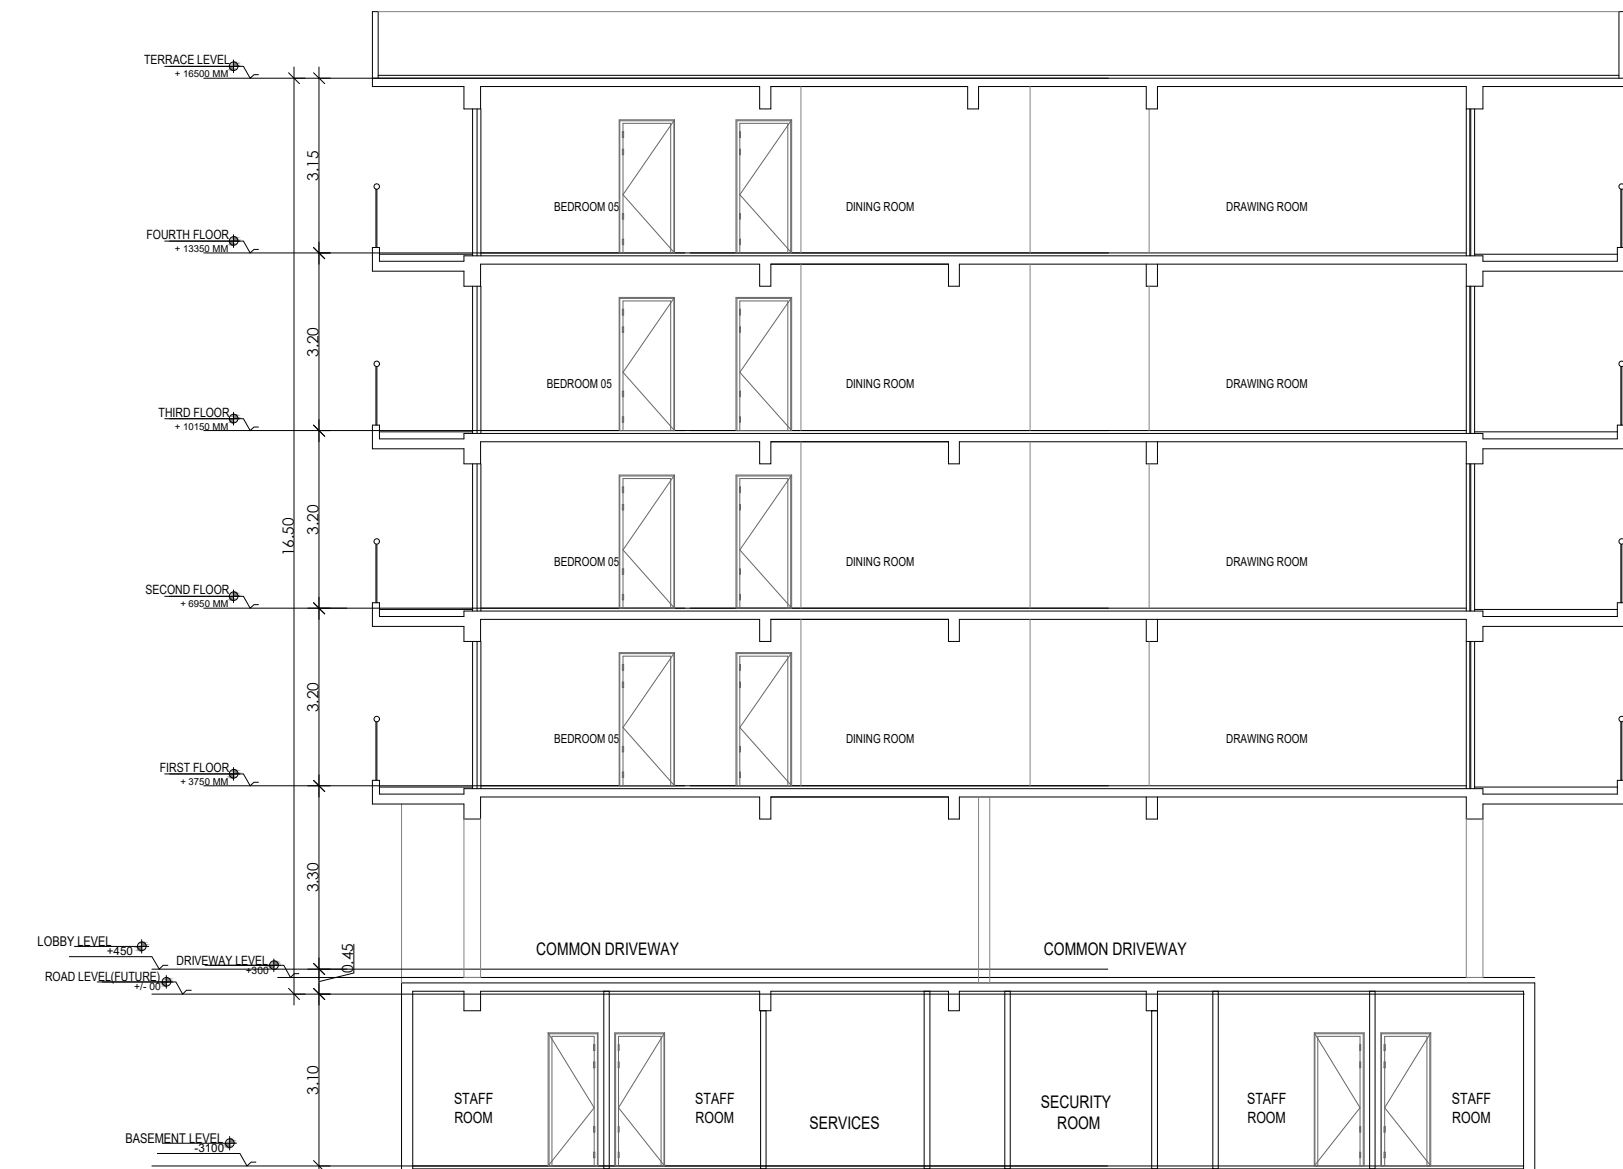 TERRACE LEVEL
+ 16500 MM
3.15
BEDROOM 05
DINING ROOM
DRAWING ROOM
FOURTH FLOOR
+ 13350 MM
3.20
BEDROOM 05
DINING ROOM
DRAWING ROOM
THIRD FLOOR
+ 10150 MM
16.50
3.20
BEDROOM 05
DINING ROOM
DRAWING ROOM
SECOND FLOOR
+ 6950 MM
3.20
BEDROOM 05
DINING ROOM
DRAWING ROOM
FIRST FLOOR
+ 3750 MM
3.30
LOBBY LEVEL
+450
COMMON DRIVEWAY
COMMON DRIVEWAY
0.45
DRIVEWAY LEVEL
+300
ROAD LEVEL(FUTURE)
+/- 00
3.10
STAFF
ROOM
STAFF
ROOM
SERVICES
SECURITY
ROOM
STAFF
ROOM
STAFF
ROOM
BASEMENT LEVEL
-3100